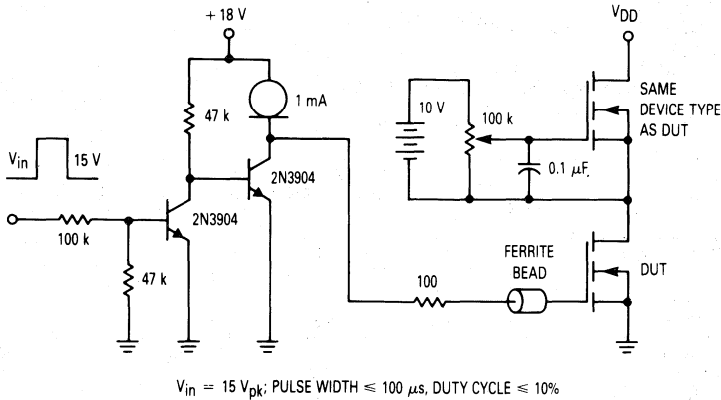 + 18 V
V_DD
1 mA
47 k
SAME
DEVICE TYPE
AS DUT
10 V
100 k
V_in
15 V
0.1 μF
2N3904
2N3904
100 k
47 k
FERRITE
BEAD
DUT
100
V_in = 15 V_pk; PULSE WIDTH ≤ 100 μs, DUTY CYCLE ≤ 10%